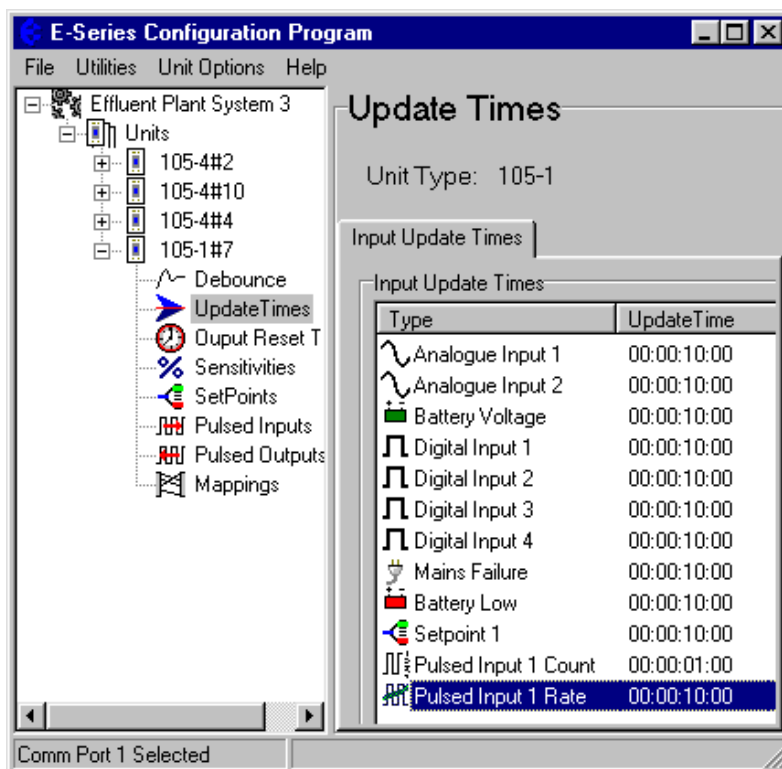 E-Series Configuration Program
File Utilities Unit Options Help
Effluent Plant System 3
Units
105-4#2
105-4#10
105-4#4
105-1#7
Debounce
UpdateTimes
Ouput Reset T
Sensitivities
SetPoints
Pulsed Inputs
Pulsed Outputs
Mappings
Update Times
Unit Type: 105-1
Input Update Times
Input Update Times
Type UpdateTime
Analogue Input 1 00:00:10:00
Analogue Input 2 00:00:10:00
Battery Voltage 00:00:10:00
Digital Input 1 00:00:10:00
Digital Input 2 00:00:10:00
Digital Input 3 00:00:10:00
Digital Input 4 00:00:10:00
Mains Failure 00:00:10:00
Battery Low 00:00:10:00
Setpoint 1 00:00:10:00
Pulsed Input 1 Count 00:00:01:00
Pulsed Input 1 Rate 00:00:10:00
Comm Port 1 Selected